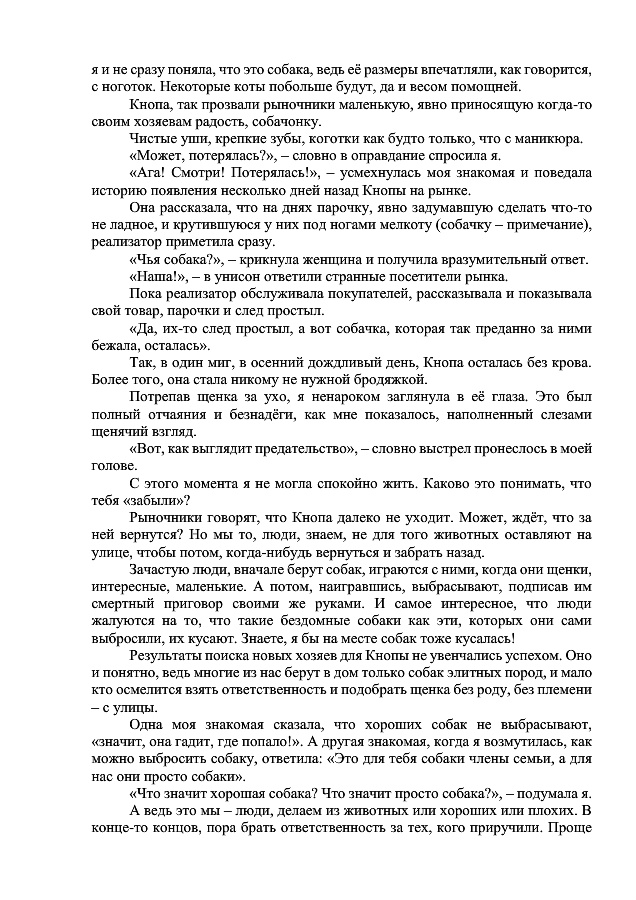 я и не сразу поняла, что это собака, ведь её размеры впечатляли, как говорится,
с ноготок. Некоторые коты побольше будут, да и весом помощней.
Кнопа, так прозвали рыночники маленькую, явно приносящую когда-то
своим хозяевам радость, собачонку.
Чистые уши, крепкие зубы, коготки как будто только, что с маникюра.
«Может, потерялась?», – словно в оправдание спросила я.
«Ага! Смотри! Потерялась!», – усмехнулась моя знакомая и поведала
историю появления несколько дней назад Кнопы на рынке.
Она рассказала, что на днях парочку, явно задумавшую сделать что-то
не ладное, и крутившуюся у них под ногами мелкоту (собачку – примечание),
реализатор приметила сразу.
«Чья собака?», – крикнула женщина и получила вразумительный ответ.
«Наша!», – в унисон ответили странные посетители рынка.
Пока реализатор обслуживала покупателей, рассказывала и показывала
свой товар, парочки и след простыл.
«Да, их-то след простыл, а вот собачка, которая так преданно за ними
бежала, осталась».
Так, в один миг, в осенний дождливый день, Кнопа осталась без крова.
Более того, она стала никому не нужной бродяжкой.
Потрепав щенка за ухо, я ненароком заглянула в её глаза. Это был
полный отчаяния и безнадёги, как мне показалось, наполненный слезами
щенячий взгляд.
«Вот, как выглядит предательство», – словно выстрел пронеслось в моей
голове.
С этого момента я не могла спокойно жить. Каково это понимать, что
тебя «забыли»?
Рыночники говорят, что Кнопа далеко не уходит. Может, ждёт, что за
ней вернутся? Но мы то, люди, знаем, не для того животных оставляют на
улице, чтобы потом, когда-нибудь вернуться и забрать назад.
Зачастую люди, вначале берут собак, играются с ними, когда они щенки,
интересные, маленькие. А потом, наигравшись, выбрасывают, подписав им
смертный приговор своими же руками. И самое интересное, что люди
жалуются на то, что такие бездомные собаки как эти, которых они сами
выбросили, их кусают. Знаете, я бы на месте собак тоже кусалась!
Результаты поиска новых хозяев для Кнопы не увенчались успехом. Оно
и понятно, ведь многие из нас берут в дом только собак элитных пород, и мало
кто осмелится взять ответственность и подобрать щенка без роду, без племени
– с улицы.
Одна моя знакомая сказала, что хороших собак не выбрасывают,
«значит, она гадит, где попало!». А другая знакомая, когда я возмутилась, как
можно выбросить собаку, ответила: «Это для тебя собаки члены семьи, а для
нас они просто собаки».
«Что значит хорошая собака? Что значит просто собака?», – подумала я.
А ведь это мы – люди, делаем из животных или хороших или плохих. В
конце-то концов, пора брать ответственность за тех, кого приручили. Проще